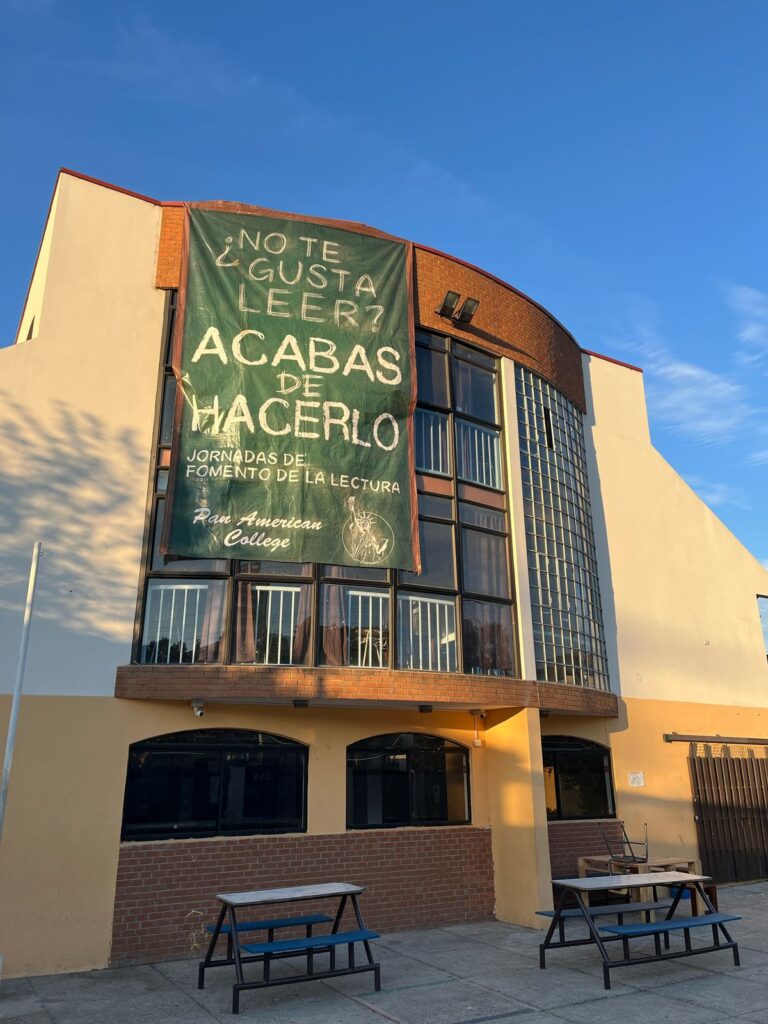 ¿NO TE
GUSTA
LEER?
ACABAS
DE
HACERLO
JORNADAS DE
FOMENTO DE LA LECTURA
Pan American
College